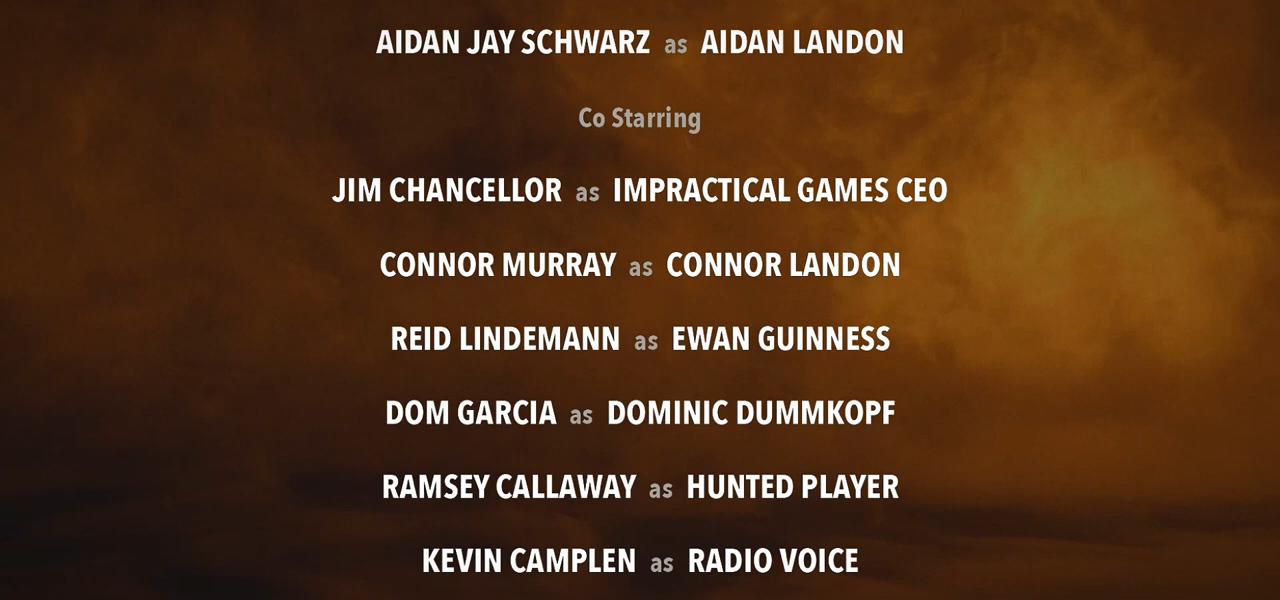 AIDAN JAY SCHWARZ as AIDAN LANDON
Co Starring
JIM CHANCELLOR as IMPRACTICAL GAMES CEO
CONNOR MURRAY as CONNOR LANDON
REID LINDEMANN as EWAN GUINNESS
DOM GARCIA as DOMINIC DUMMKOPF
RAMSEY CALLAWAY as HUNTED PLAYER
KEVIN CAMPLEN as RADIO VOICE